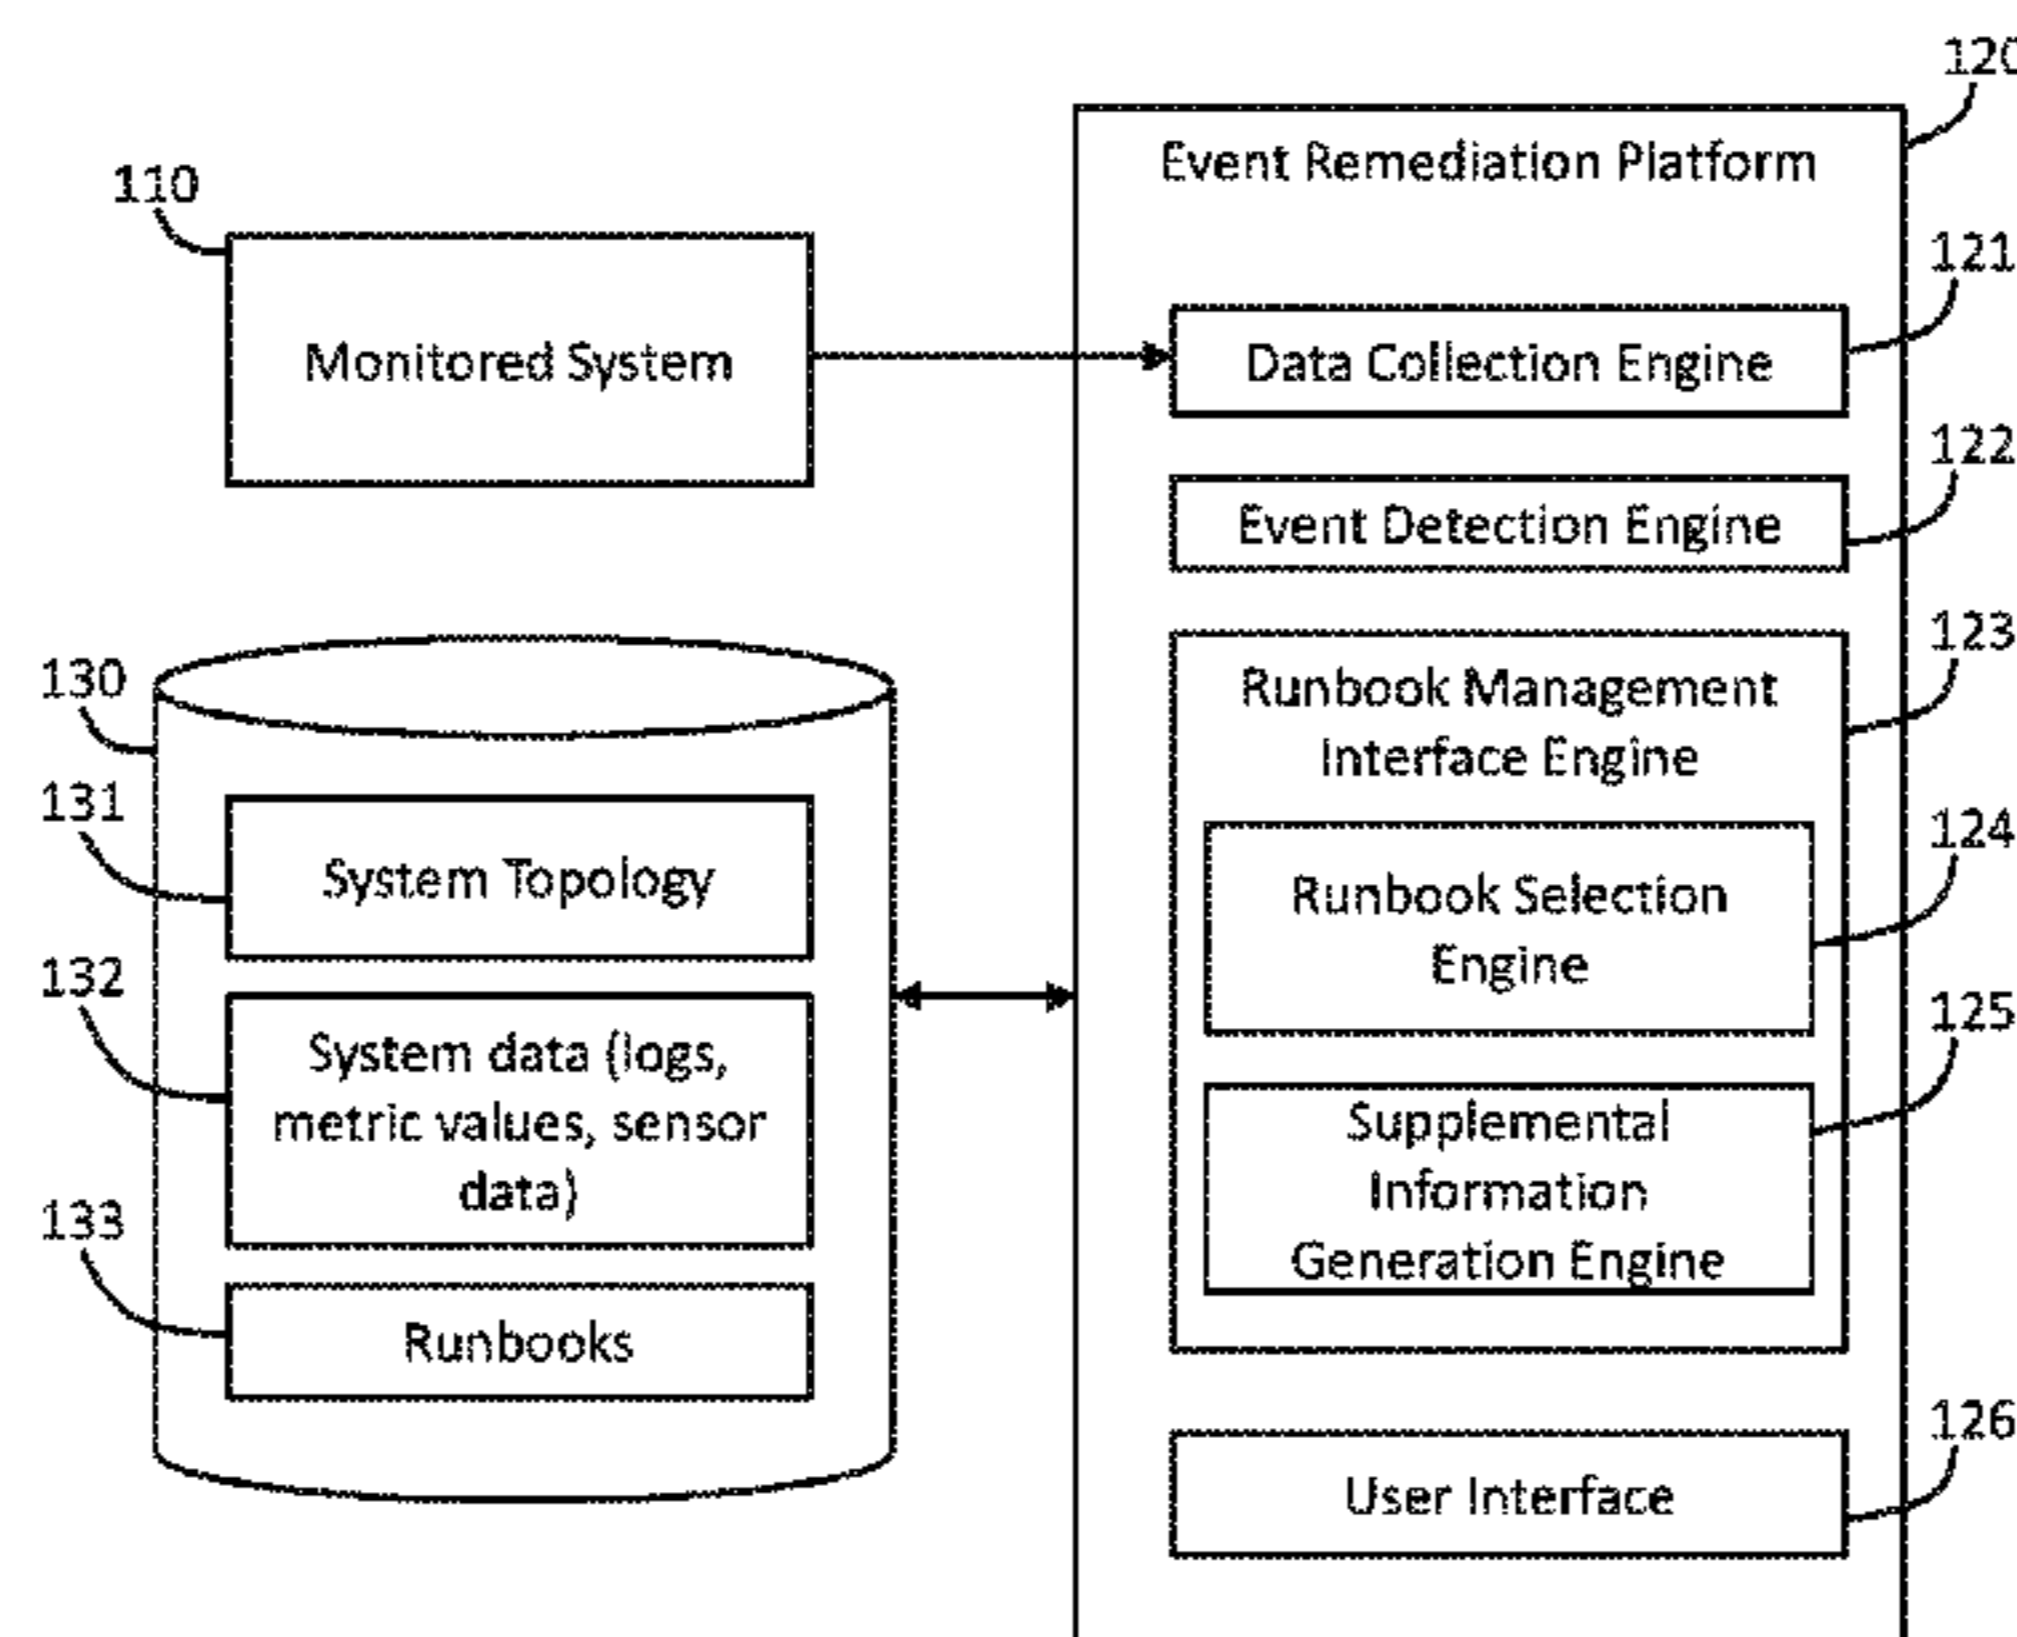 120
Event Remediation Platform
110
Monitored System
121
Data Collection Engine
122
Event Detection Engine
123
Runbook Management
Interface Engine
124
Runbook Selection
Engine
125
Supplemental
Information
Generation Engine
126
User Interface
130
131
System Topology
132
System data (logs,
metric values, sensor
data)
133
Runbooks